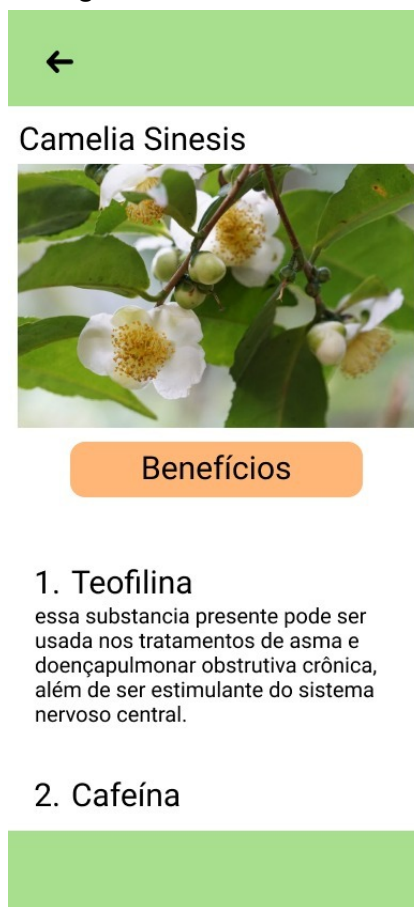 Camelia Sinesis
Benefícios
1. Teofilina
essa substancia presente pode ser
usada nos tratamentos de asma e
doençapulmonar obstrutiva crônica,
além de ser estimulante do sistema
nervoso central.
2. Cafeína